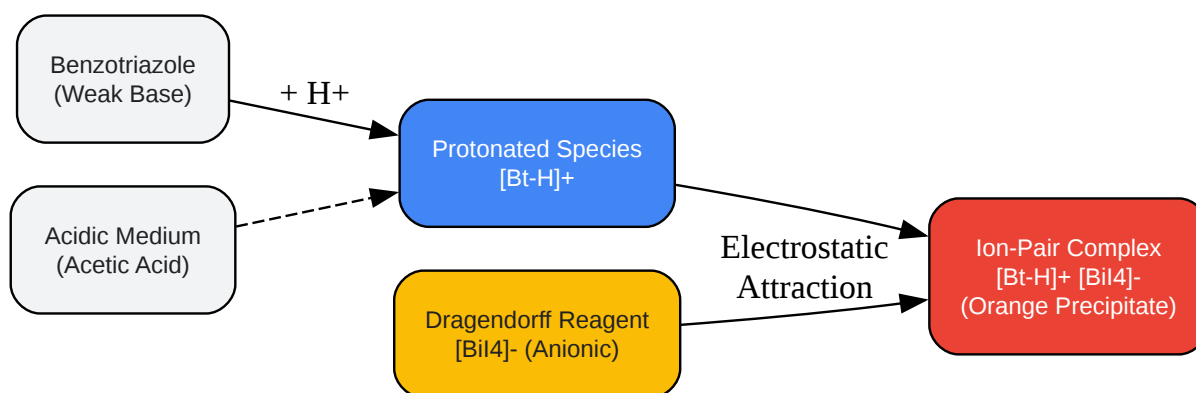 Benzotriazole
(Weak Base)
+ H+
Acidic Medium
(Acetic Acid)
Protonated Species
[Bt-H]+
Dragendorff Reagent
[BiI4]- (Anionic)
Electrostatic
Attraction
Ion-Pair Complex
[Bt-H]+ [BiI4]-
(Orange Precipitate)